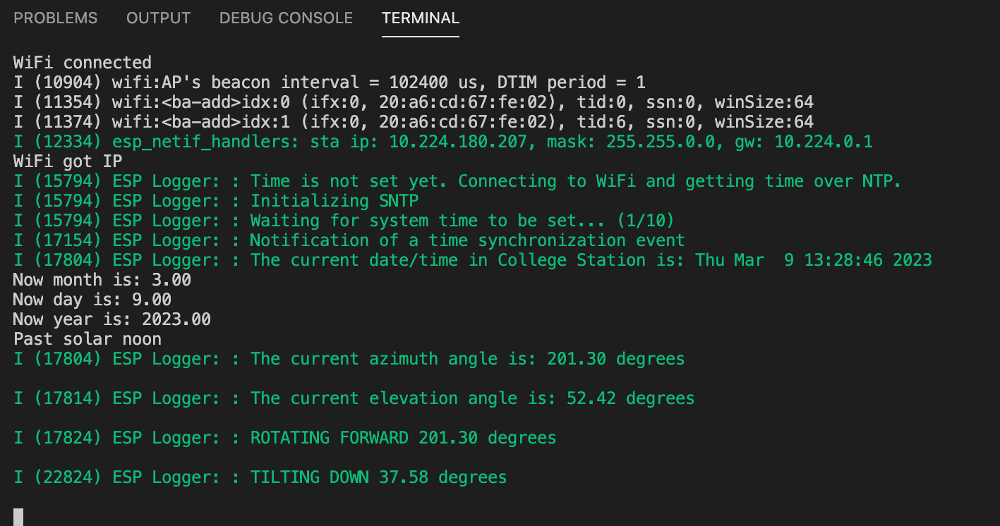 PROBLEMS OUTPUT DEBUG CONSOLE TERMINAL
WiFi connected
I (10904) wifi:AP's beacon interval = 102400 us, DTIM period = 1
I (11354) wifi:<ba-add>idx:0 (ifx:0, 20:a6:cd:67:fe:02), tid:0, ssn:0, winSize:64
I (11374) wifi:<ba-add>idx:1 (ifx:0, 20:a6:cd:67:fe:02), tid:6, ssn:0, winSize:64
I (12334) esp_netif_handlers: sta ip: 10.224.180.207, mask: 255.255.0.0, gw: 10.224.0.1
WiFi got IP
I (15794) ESP Logger: : Time is not set yet. Connecting to WiFi and getting time over NTP.
I (15794) ESP Logger: : Initializing SNTP
I (15794) ESP Logger: : Waiting for system time to be set... (1/10)
I (17154) ESP Logger: : Notification of a time synchronization event
I (17804) ESP Logger: : The current date/time in College Station is: Thu Mar  9 13:28:46 2023
Now month is: 3.00
Now day is: 9.00
Now year is: 2023.00
Past solar noon
I (17804) ESP Logger: : The current azimuth angle is: 201.30 degrees
I (17814) ESP Logger: : The current elevation angle is: 52.42 degrees
I (17824) ESP Logger: : ROTATING FORWARD 201.30 degrees
I (22824) ESP Logger: : TILTING DOWN 37.58 degrees